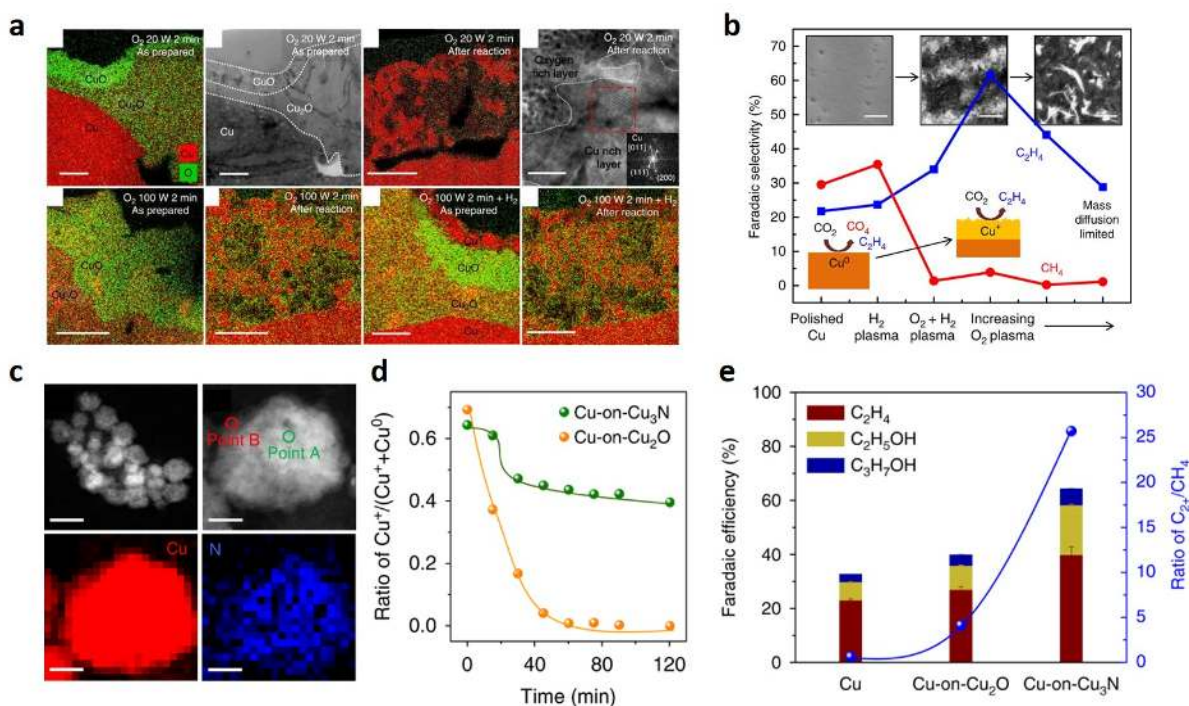 a
O₂ 20 W 2 min
As prepared
CuO
Cu₂O
Cu
Cu
O
O₂ 20 W 2 min
As prepared
CuO
Cu₂O
Cu
O₂ 20 W 2 min
After reaction
O₂ 20 W 2 min
After reaction
Oxygen
rich layer
Cu rich
layer
Cu
[011]
(111)
(200)
O₂ 100 W 2 min
As prepared
CuO
Cu₂O
O₂ 100 W 2 min
After reaction
O₂ 100 W 2 min + H₂
As prepared
CuO
Cu₂O
Cu
O₂ 100 W 2 min + H₂
After reaction
b
Faradaic selectivity (%)
70
60
50
40
30
20
10
0
C₂H₄
CO₂ CO₄
C₂H₄
Cu⁰
CO₂ C₂H₄
Cu⁺
Mass
diffusion
limited
CH₄
Polished
Cu
H₂
plasma
O₂ + H₂
plasma
Increasing
O₂ plasma
c
Point B
Point A
Cu
N
d
Ratio of Cu⁺/(Cu⁺+Cu⁰)
0.6
0.4
0.2
0.0
Cu-on-Cu₃N
Cu-on-Cu₂O
0 40 80 120
Time (min)
e
Faradaic efficiency (%)
100
80
60
40
20
0
C₂H₄
C₂H₅OH
C₃H₇OH
30
25
20
15
10
5
0
Ratio of C₂₊/CH₄
Cu
Cu-on-Cu₂O
Cu-on-Cu₃N